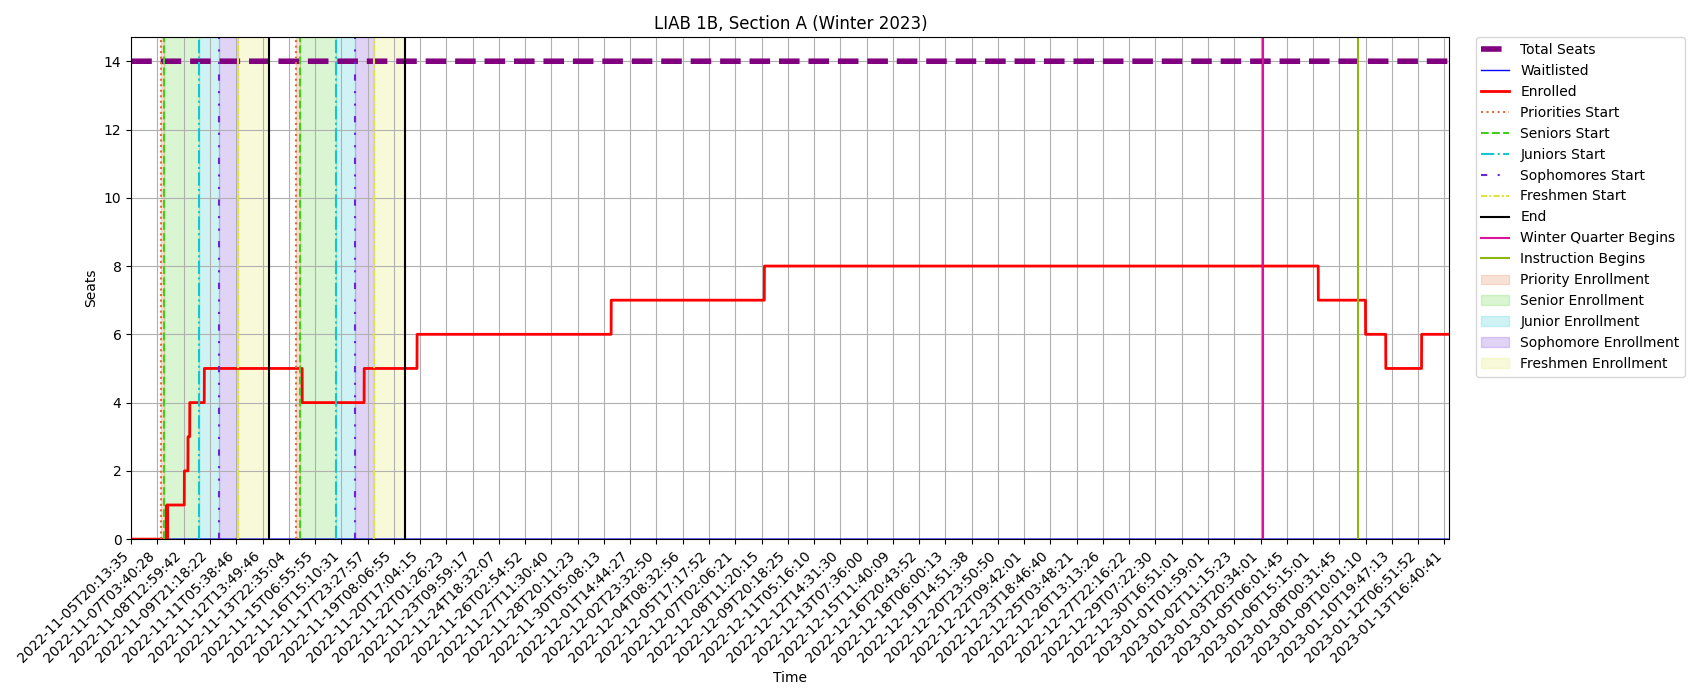 LIAB 1B, Section A (Winter 2023)
Seats
14
12
10
8
6
4
2
0
2022-11-05T20:13:35
2022-11-07T03:40:28
2022-11-08T12:59:42
2022-11-09T21:18:22
2022-11-11T05:38:46
2022-11-12T13:49:46
2022-11-13T22:35:04
2022-11-15T06:55:55
2022-11-16T15:10:31
2022-11-17T23:27:57
2022-11-19T08:06:55
2022-11-20T17:04:15
2022-11-22T01:26:23
2022-11-23T09:59:17
2022-11-24T18:32:07
2022-11-26T02:54:52
2022-11-27T11:30:40
2022-11-28T20:11:23
2022-11-30T05:08:13
2022-12-01T14:44:27
2022-12-02T23:32:50
2022-12-04T08:32:56
2022-12-05T17:17:52
2022-12-07T02:06:21
2022-12-08T11:20:15
2022-12-09T20:18:25
2022-12-11T05:16:10
2022-12-12T14:31:30
2022-12-13T07:36:00
2022-12-15T11:40:09
2022-12-16T20:43:52
2022-12-18T06:00:13
2022-12-19T14:51:38
2022-12-20T23:50:50
2022-12-22T09:42:01
2022-12-23T18:46:40
2022-12-25T03:48:21
2022-12-26T13:13:26
2022-12-27T22:16:22
2022-12-29T07:22:30
2022-12-30T16:51:01
2023-01-01T01:59:01
2023-01-02T11:15:23
2023-01-03T20:34:01
2023-01-05T06:01:45
2023-01-06T15:15:01
2023-01-08T00:31:45
2023-01-09T10:01:10
2023-01-10T19:47:13
2023-01-12T06:51:52
2023-01-13T16:40:41
Time
Total Seats
Waitlisted
Enrolled
Priorities Start
Seniors Start
Juniors Start
Sophomores Start
Freshmen Start
End
Winter Quarter Begins
Instruction Begins
Priority Enrollment
Senior Enrollment
Junior Enrollment
Sophomore Enrollment
Freshmen Enrollment